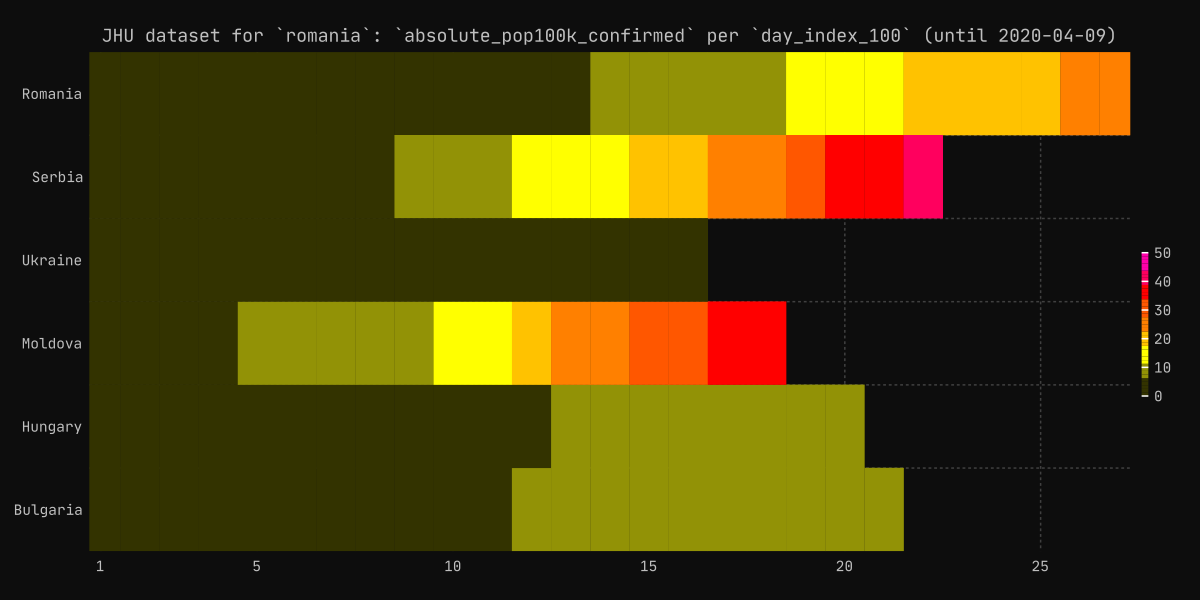 JHU dataset for `romania`: `absolute_pop100k_confirmed` per `day_index_100` (until 2020-04-09)
Romania
Serbia
Ukraine
Moldova
Hungary
Bulgaria
50
40
30
20
10
0
1 5 10 15 20 25